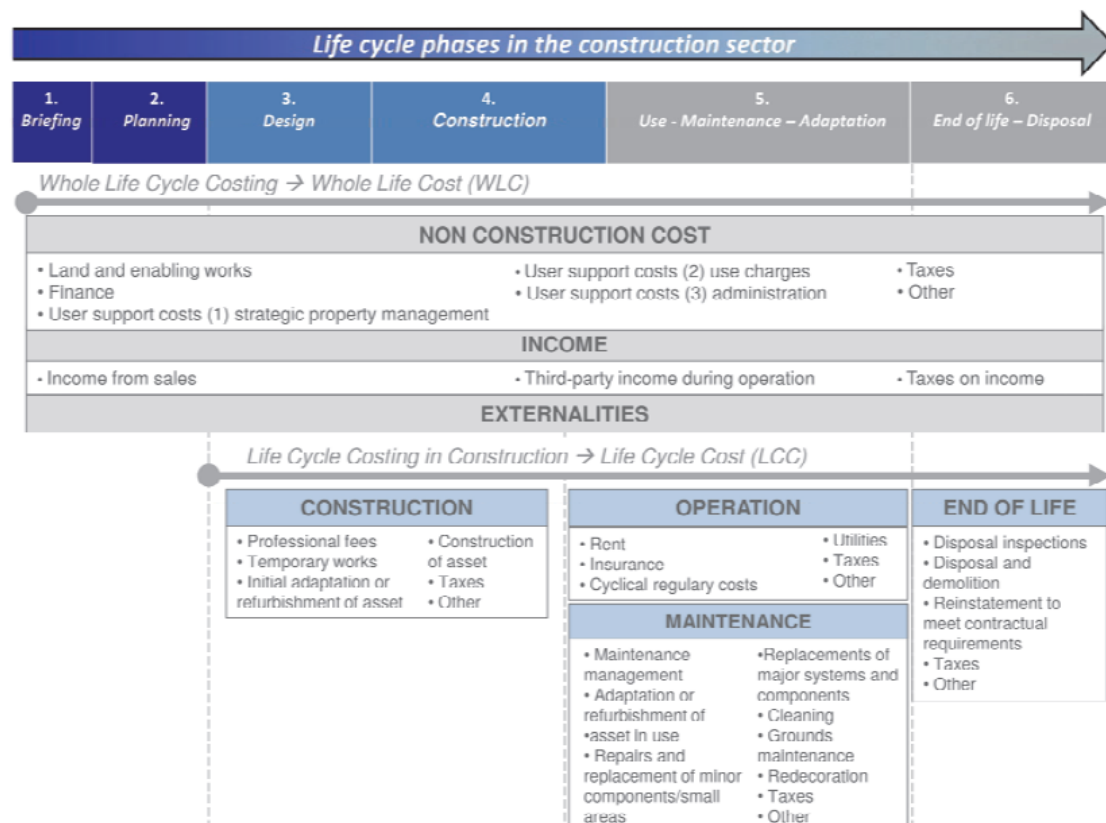 Life cycle phases in the construction sector
1.
Briefing
2.
Planning
3.
Design
4.
Construction
5.
Use - Maintenance – Adaptation
6.
End of life – Disposal
Whole Life Cycle Costing → Whole Life Cost (WLC)
NON CONSTRUCTION COST
• Land and enabling works
• Finance
• User support costs (1) strategic property management
• User support costs (2) use charges
• User support costs (3) administration
• Taxes
• Other
INCOME
- Income from sales
- Third-party income during operation
- Taxes on income
EXTERNALITIES
Life Cycle Costing in Construction → Life Cycle Cost (LCC)
CONSTRUCTION
• Professional fees
• Temporary works
• Initial adaptation or
refurbishment of asset
• Construction
of asset
• Taxes
• Other
OPERATION
• Rent
• Insurance
• Cyclical regulary costs
• Utilities
• Taxes
• Other
MAINTENANCE
• Maintenance
management
• Adaptation or
refurbishment of
•asset in use
• Repairs and
replacement of minor
components/small
areas
•Replacements of
major systems and
components
• Cleaning
• Grounds
maintenance
• Redecoration
• Taxes
• Other
END OF LIFE
• Disposal inspections
• Disposal and
demolition
• Reinstatement to
meet contractual
requirements
• Taxes
• Other